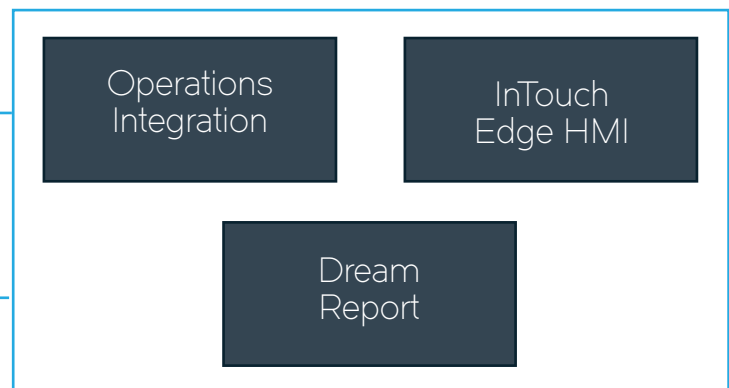 Operations
Integration
InTouch
Edge HMI
Dream
Report